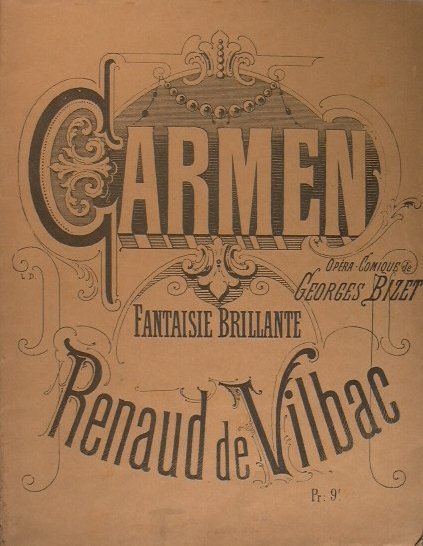 CARMEN
OPÉRA-COMIQUE de
GEORGES BIZET
L.D.
FANTAISIE BRILLANTE
Renaud de Vilbac
Pr: 9f.